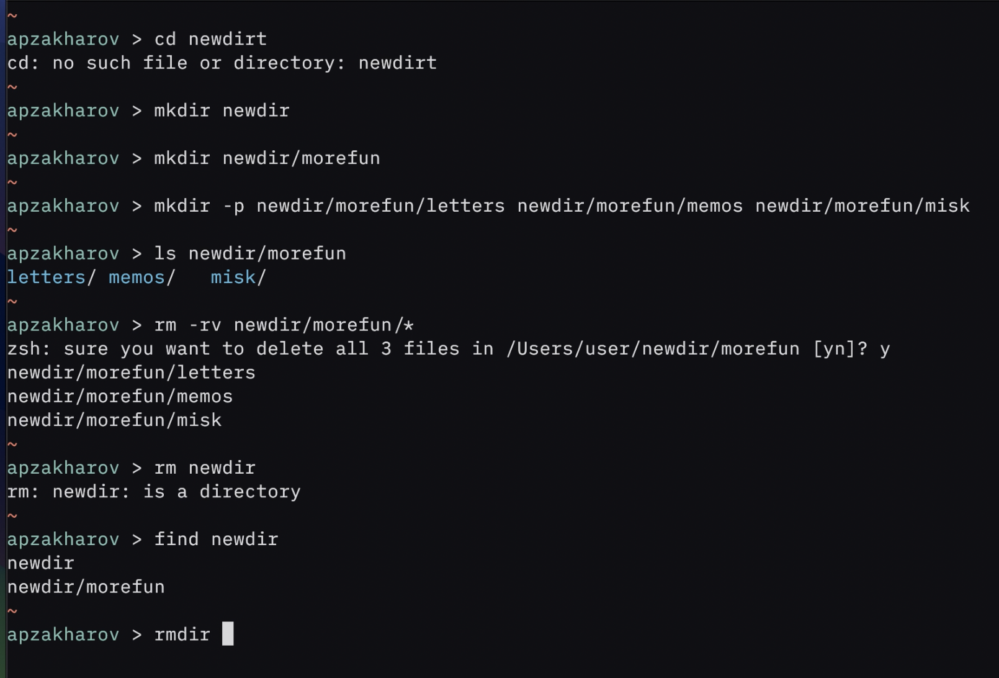 ~
apzakharov > cd newdirt
cd: no such file or directory: newdirt
~
apzakharov > mkdir newdir
~
apzakharov > mkdir newdir/morefun
~
apzakharov > mkdir -p newdir/morefun/letters newdir/morefun/memos newdir/morefun/misk
~
apzakharov > ls newdir/morefun
letters/ memos/   misk/
~
apzakharov > rm -rv newdir/morefun/*
zsh: sure you want to delete all 3 files in /Users/user/newdir/morefun [yn]? y
newdir/morefun/letters
newdir/morefun/memos
newdir/morefun/misk
~
apzakharov > rm newdir
rm: newdir: is a directory
~
apzakharov > find newdir
newdir
newdir/morefun
~
apzakharov > rmdir